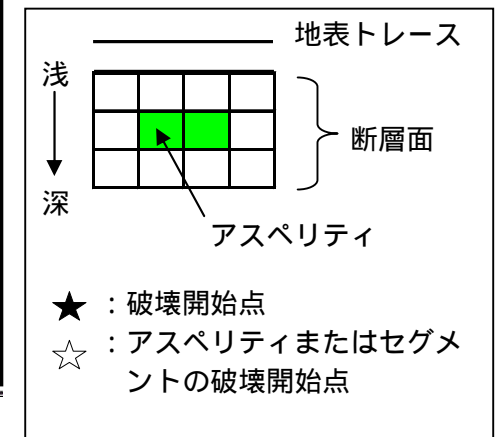 地表トレース
浅
断層面
深
アスペリティ
★：破壊開始点
☆：アスペリティまたはセグメ
ントの破壊開始点